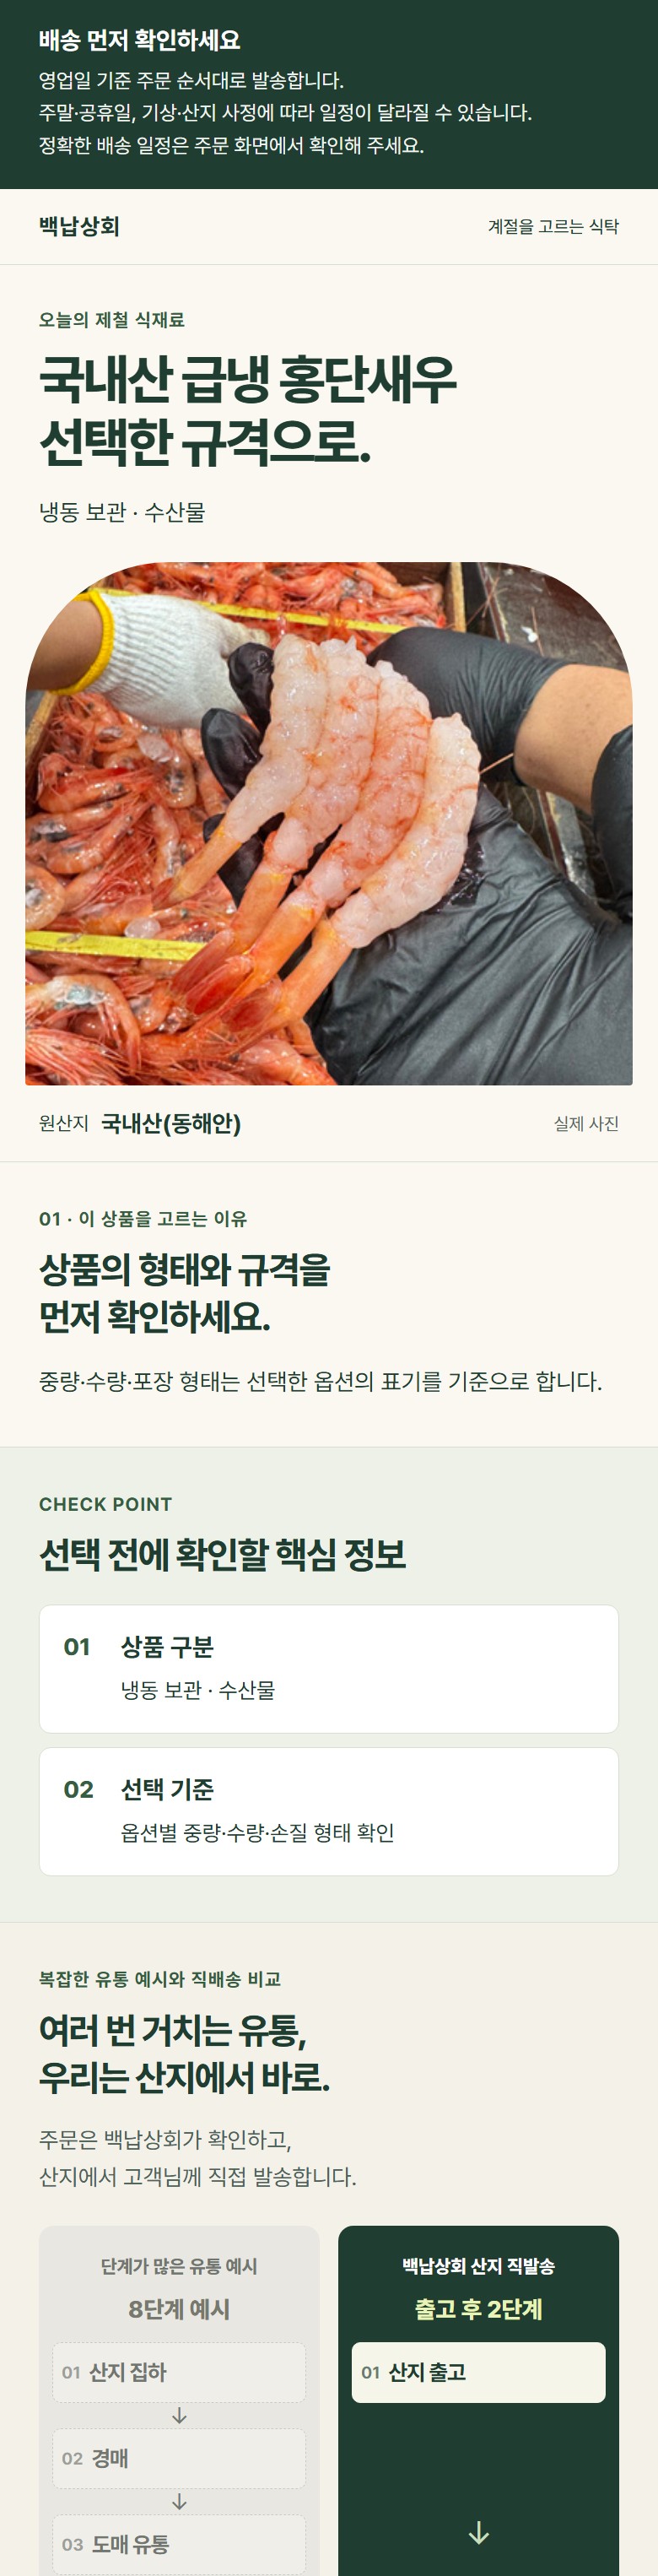 배송 먼저 확인하세요
영업일 기준 주문 순서대로 발송합니다.
주말·공휴일, 기상·산지 사정에 따라 일정이 달라질 수 있습니다.
정확한 배송 일정은 주문 화면에서 확인해 주세요.
백납상회
계절을 고르는 식탁
오늘의 제철 식재료
국내산 급냉 홍단새우
선택한 규격으로.
냉동 보관 · 수산물
원산지 국내산(동해안)
실제 사진
01 · 이 상품을 고르는 이유
상품의 형태와 규격을
먼저 확인하세요.
중량·수량·포장 형태는 선택한 옵션의 표기를 기준으로 합니다.
CHECK POINT
선택 전에 확인할 핵심 정보
01 상품 구분
냉동 보관 · 수산물
02 선택 기준
옵션별 중량·수량·손질 형태 확인
복잡한 유통 예시와 직배송 비교
여러 번 거치는 유통,
우리는 산지에서 바로.
주문은 백납상회가 확인하고,
산지에서 고객님께 직접 발송합니다.
단계가 많은 유통 예시
8단계 예시
01 산지 집하
↓
02 경매
↓
03 도매 유통
백납상회 산지 직발송
출고 후 2단계
01 산지 출고
↓